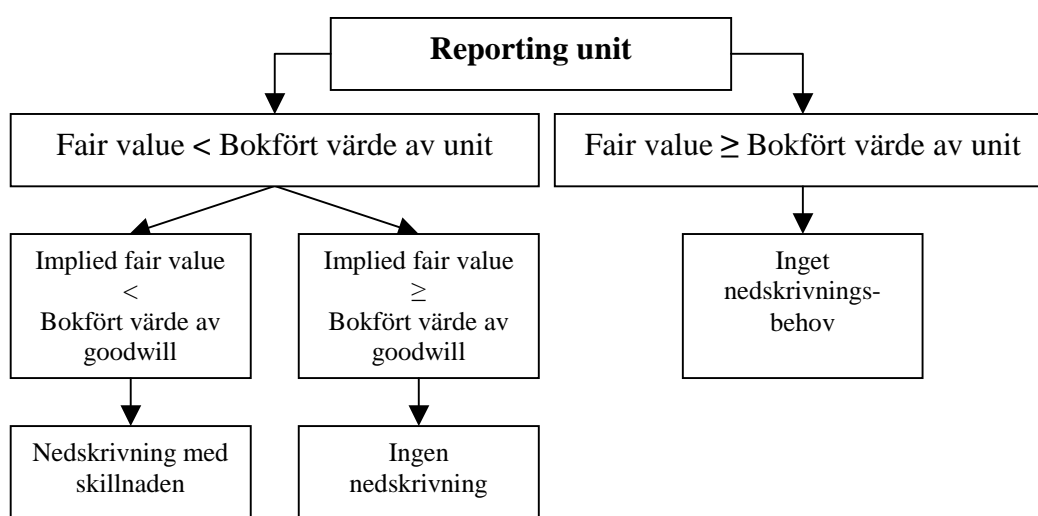 Reporting unit
Fair value < Bokfört värde av unit
Fair value ≥ Bokfört värde av unit
Implied fair value
<
Bokfört värde av
goodwill
Implied fair value
≥
Bokfört värde av
goodwill
Inget
nedskrivnings-
behov
Nedskrivning med
skillnaden
Ingen
nedskrivning